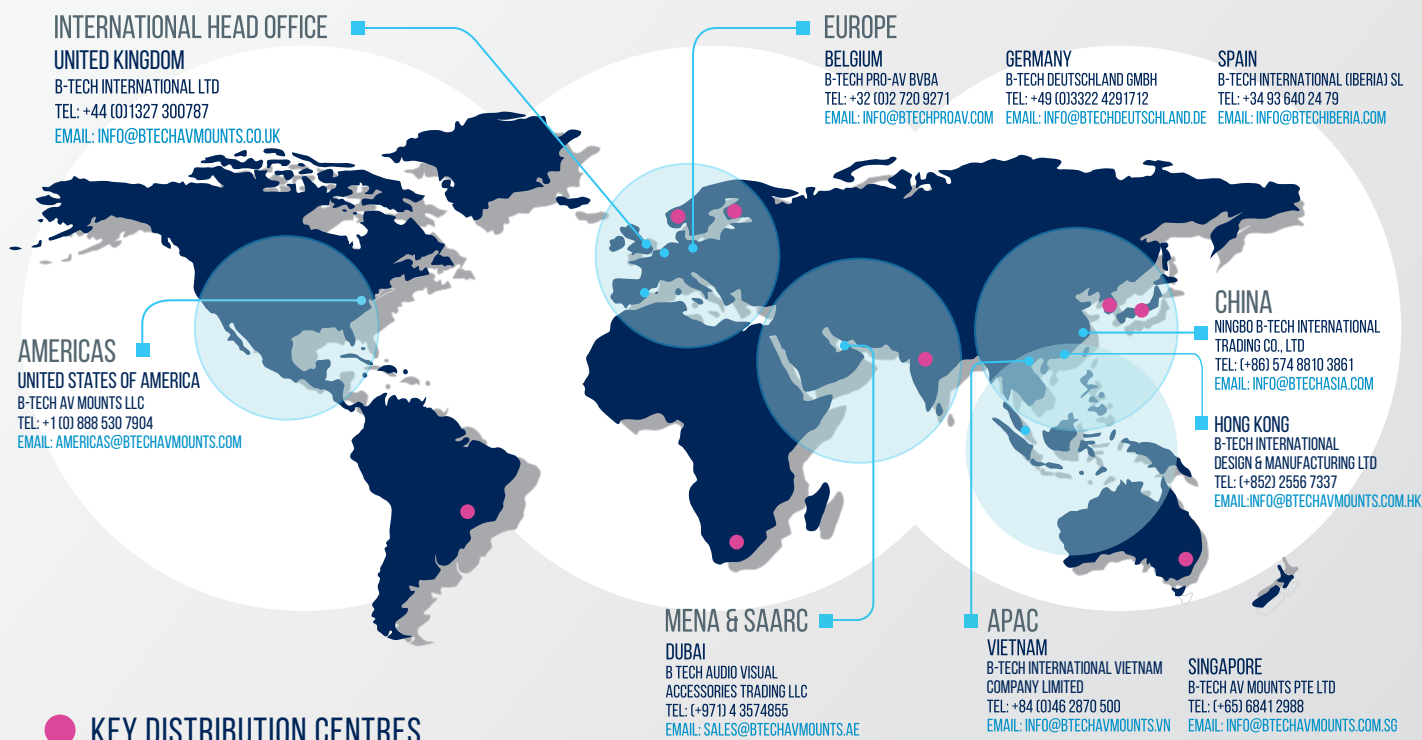 INTERNATIONAL HEAD OFFICE
UNITED KINGDOM
B-TECH INTERNATIONAL LTD
TEL: +44 (0)1327 300787
EMAIL: INFO@BTECHAVMOUNTS.CO.UK
EUROPE
BELGIUM
B-TECH PRO-AV BVBA
TEL: +32 (0)2 720 9271
EMAIL: INFO@BTECHPROAV.COM
GERMANY
B-TECH DEUTSCHLAND GMBH
TEL: +49 (0)3322 4291712
EMAIL: INFO@BTECHDEUTSCHLAND.DE
SPAIN
B-TECH INTERNATIONAL (IBERIA) SL
TEL: +34 93 640 24 79
EMAIL: INFO@BTECHIBERIA.COM
AMERICAS
UNITED STATES OF AMERICA
B-TECH AV MOUNTS LLC
TEL: +1 (0) 888 530 7904
EMAIL: AMERICAS@BTECHAVMOUNTS.COM
CHINA
NINGBO B-TECH INTERNATIONAL
TRADING CO., LTD
TEL: (+86) 574 8810 3861
EMAIL: INFO@BTECHASIA.COM
HONG KONG
B-TECH INTERNATIONAL
DESIGN & MANUFACTURING LTD
TEL: (+852) 2556 7337
EMAIL:INFO@BTECHAVMOUNTS.COM.HK
MENA & SAARC
DUBAI
B TECH AUDIO VISUAL
ACCESSORIES TRADING LLC
TEL: (+971) 4 3574855
EMAIL: SALES@BTECHAVMOUNTS.AE
APAC
VIETNAM
B-TECH INTERNATIONAL VIETNAM
COMPANY LIMITED
TEL: +84 (0)46 2870 500
EMAIL: INFO@BTECHAVMOUNTS.VN
SINGAPORE
B-TECH AV MOUNTS PTE LTD
TEL: (+65) 6841 2988
EMAIL: INFO@BTECHAVMOUNTS.COM.SG
KEY DISTRIBUTION CENTRES